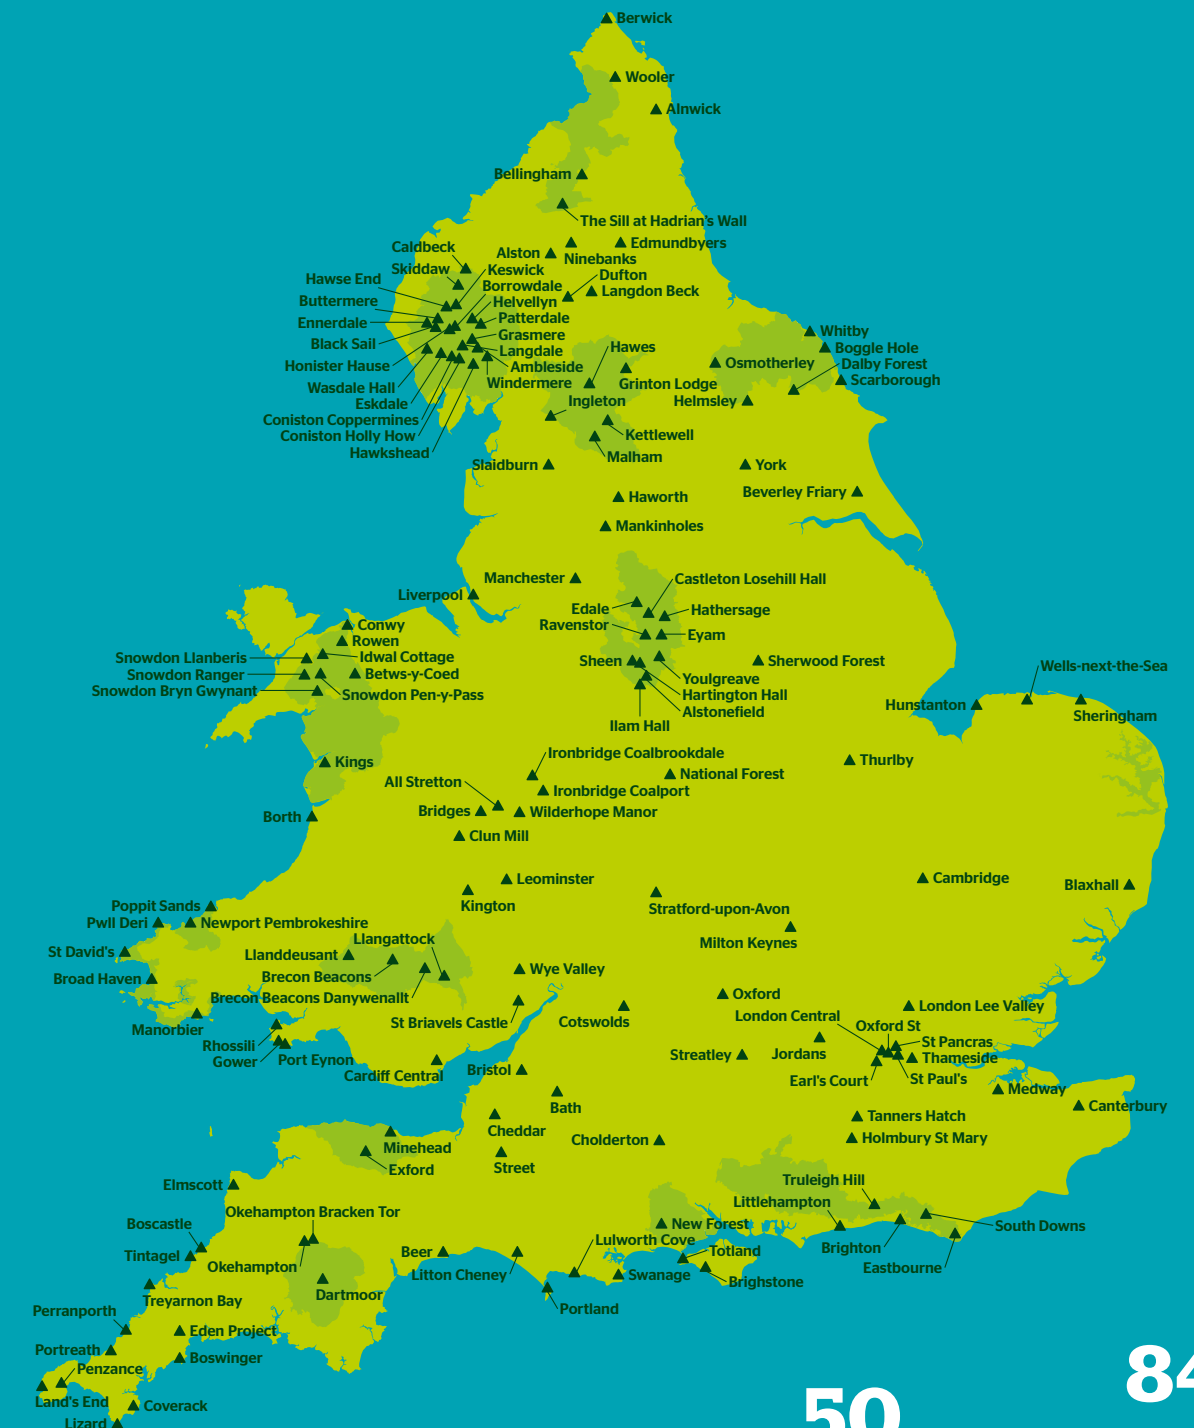 Berwick
Wooler
Alnwick
Bellingham
The Sill at Hadrian's Wall
Edmundbyers
Caldbeck
Alston
Ninebanks
Skiddaw
Keswick
Dufton
Hawse End
Borrowdale
Langdon Beck
Buttermere
Helvellyn
Ennerdale
Patterdale
Whitby
Black Sail
Grasmere
Hawes
Boggle Hole
Honister Hause
Langdale
Osmotherley
Dalby Forest
Ambleside
Scarborough
Wasdale Hall
Windermere
Grinton Lodge
Eskdale
Ingleton
Helmsley
Coniston Coppermines
Coniston Holly How
Kettlewell
Hawkshead
Malham
Slaidburn
York
Beverley Friary
Haworth
Mankinholes
Manchester
Castleton Losehill Hall
Liverpool
Edale
Hathersage
Conwy
Ravenstor
Eyam
Rowen
Snowdon Llanberis
Idwal Cottage
Sheen
Sherwood Forest
Wells-next-the-Sea
Snowdon Ranger
Betws-y-Coed
Youlgreave
Snowdon Bryn Gwynant
Snowdon Pen-y-Pass
Hartington Hall
Hunstanton
Alstonefield
Sheringham
Ilam Hall
Ironbridge Coalbrookdale
Kings
Thurlby
All Stretton
National Forest
Ironbridge Coalport
Borth
Bridges
Wilderhope Manor
Clun Mill
Leominster
Cambridge
Blaxhall
Poppit Sands
Kington
Stratford-upon-Avon
Pwll Deri
Newport Pembrokeshire
Llangattock
Milton Keynes
St David's
Llanddeusant
Broad Haven
Brecon Beacons
Wye Valley
Brecon Beacons Danywenallt
Oxford
Manorbier
St Briavels Castle
Cotswolds
London Central
London Lee Valley
Oxford St
Rhossili
St Pancras
Gower
Port Eynon
Streatley
Jordans
Thameside
Cardiff Central
Bristol
Earl's Court
St Paul's
Medway
Bath
Canterbury
Cheddar
Tanners Hatch
Minehead
Cholderton
Holmbury St Mary
Exford
Street
Elmscott
Truleigh Hill
Okehampton Bracken Tor
Littlehampton
Boscastle
New Forest
South Downs
Tintagel
Lulworth Cove
Brighton
Okehampton
Beer
Totland
Eastbourne
Litton Cheney
Swanage
Brighstone
Treyarnon Bay
Dartmoor
Portland
Perranporth
Eden Project
Portreath
Boswinger
Penzance
84
Land's End
Coverack
50
Lizard